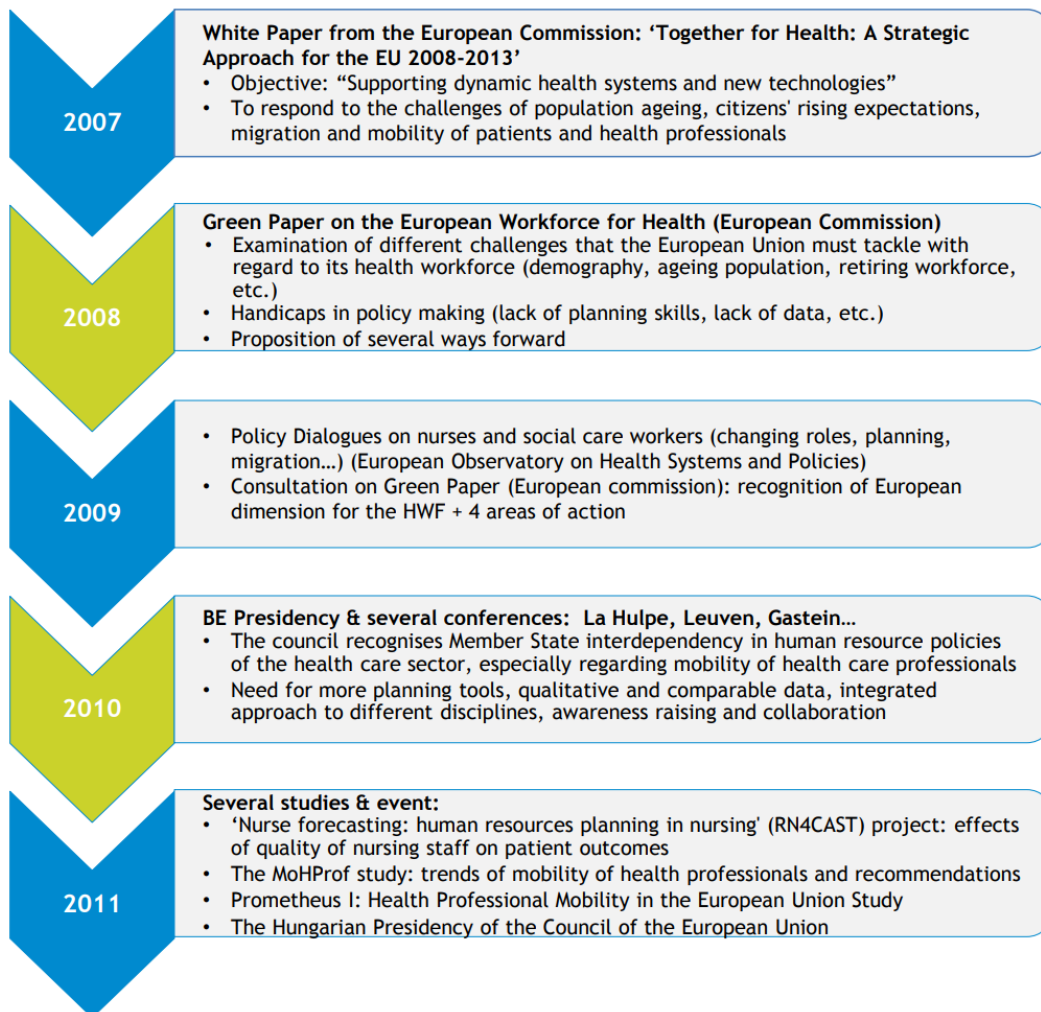 White Paper from the European Commission: ‘Together for Health: A Strategic
Approach for the EU 2008-2013’
• Objective: “Supporting dynamic health systems and new technologies”
• To respond to the challenges of population ageing, citizens' rising expectations,
migration and mobility of patients and health professionals
2007
Green Paper on the European Workforce for Health (European Commission)
• Examination of different challenges that the European Union must tackle with
regard to its health workforce (demography, ageing population, retiring workforce,
etc.)
• Handicaps in policy making (lack of planning skills, lack of data, etc.)
• Proposition of several ways forward
2008
• Policy Dialogues on nurses and social care workers (changing roles, planning,
migration…) (European Observatory on Health Systems and Policies)
• Consultation on Green Paper (European commission): recognition of European
dimension for the HWF + 4 areas of action
2009
BE Presidency & several conferences: La Hulpe, Leuven, Gastein…
• The council recognises Member State interdependency in human resource policies
of the health care sector, especially regarding mobility of health care professionals
• Need for more planning tools, qualitative and comparable data, integrated
approach to different disciplines, awareness raising and collaboration
2010
Several studies & event:
• ‘Nurse forecasting: human resources planning in nursing' (RN4CAST) project: effects
of quality of nursing staff on patient outcomes
• The MoHProf study: trends of mobility of health professionals and recommendations
• Prometheus I: Health Professional Mobility in the European Union Study
• The Hungarian Presidency of the Council of the European Union
2011